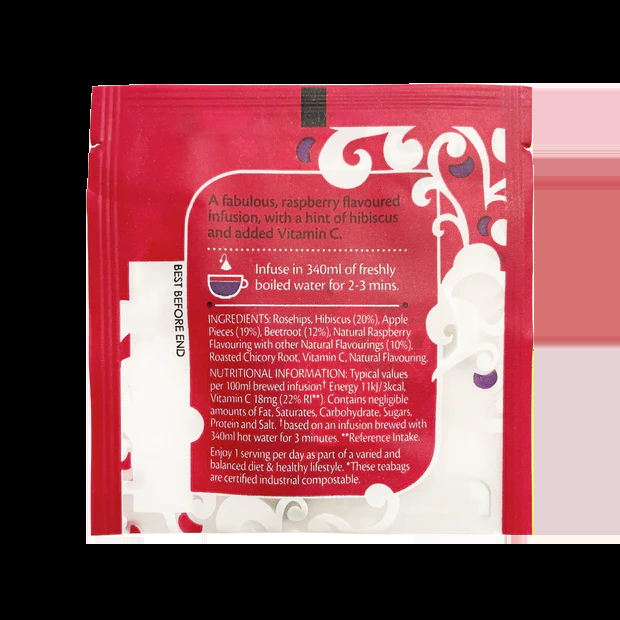 A fabulous, raspberry flavoured
infusion, with a hint of hibiscus
and added Vitamin C.
Infuse in 340ml of freshly
boiled water for 2-3 mins.
BEST BEFORE END
INGREDIENTS: Rosehips, Hibiscus (20%), Apple
Pieces (19%), Beetroot (12%), Natural Raspberry
Flavouring with other Natural Flavourings (10%),
Roasted Chicory Root, Vitamin C, Natural Flavouring.
NUTRITIONAL INFORMATION: Typical values
per 100ml brewed infusion† Energy 11kJ/3kcal,
Vitamin C 18mg (22% RI**). Contains negligible
amounts of Fat, Saturates, Carbohydrate, Sugars,
Protein and Salt. †based on an infusion brewed with
340ml hot water for 3 minutes. **Reference Intake.
Enjoy 1 serving per day as part of a varied and
balanced diet & healthy lifestyle. *These teabags
are certified industrial compostable.